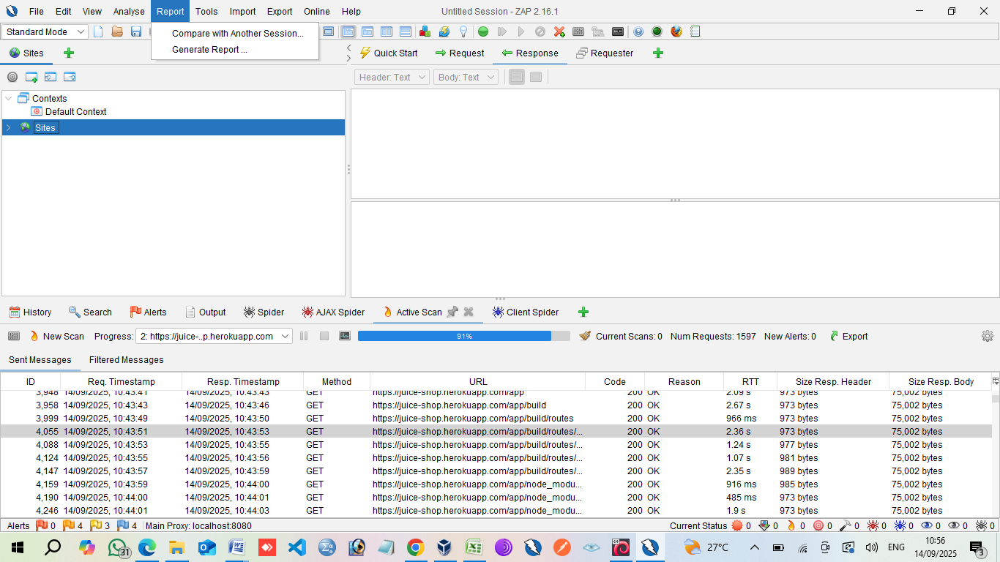 File Edit View Analyse Report Tools Import Export Online Help Untitled Session - ZAP 2.16.1
Standard Mode
Compare with Another Session...
Generate Report ...
Sites
Quick Start Request Response Requester
Header: Text Body: Text
Contexts
Default Context
Sites
History Search Alerts Output Spider AJAX Spider Active Scan Client Spider
New Scan Progress: 2: https://juice-..p.herokuapp.com 91% Current Scans: 0 Num Requests: 1597 New Alerts: 0 Export
Sent Messages Filtered Messages
ID Req. Timestamp Resp. Timestamp Method URL Code Reason RTT Size Resp. Header Size Resp. Body
3,948 14/09/2025, 10:43:41 14/09/2025, 10:43:43 GET https://juice-shop.herokuapp.com/app 200 OK 2.09 s 973 bytes 75,002 bytes
3,958 14/09/2025, 10:43:43 14/09/2025, 10:43:46 GET https://juice-shop.herokuapp.com/app/build 200 OK 2.67 s 973 bytes 75,002 bytes
3,999 14/09/2025, 10:43:49 14/09/2025, 10:43:50 GET https://juice-shop.herokuapp.com/app/build/routes 200 OK 966 ms 973 bytes 75,002 bytes
4,055 14/09/2025, 10:43:51 14/09/2025, 10:43:53 GET https://juice-shop.herokuapp.com/app/build/routes/... 200 OK 2.36 s 973 bytes 75,002 bytes
4,088 14/09/2025, 10:43:53 14/09/2025, 10:43:55 GET https://juice-shop.herokuapp.com/app/build/routes/... 200 OK 1.24 s 977 bytes 75,002 bytes
4,124 14/09/2025, 10:43:55 14/09/2025, 10:43:56 GET https://juice-shop.herokuapp.com/app/build/routes/... 200 OK 1.07 s 981 bytes 75,002 bytes
4,147 14/09/2025, 10:43:57 14/09/2025, 10:43:59 GET https://juice-shop.herokuapp.com/app/build/routes/... 200 OK 2.35 s 989 bytes 75,002 bytes
4,159 14/09/2025, 10:43:59 14/09/2025, 10:44:00 GET https://juice-shop.herokuapp.com/app/node_modu... 200 OK 916 ms 985 bytes 75,002 bytes
4,190 14/09/2025, 10:44:00 14/09/2025, 10:44:01 GET https://juice-shop.herokuapp.com/app/node_modu... 200 OK 485 ms 973 bytes 75,002 bytes
4,246 14/09/2025, 10:44:01 14/09/2025, 10:44:03 GET https://juice-shop.herokuapp.com/app/node_modu... 200 OK 1.9 s 973 bytes 75,002 bytes
Alerts 0 4 3 4 Main Proxy: localhost:8080 Current Status 0 0 0 0 0 0 0 0 0
31 27°C ENG 10:56
14/09/2025 3